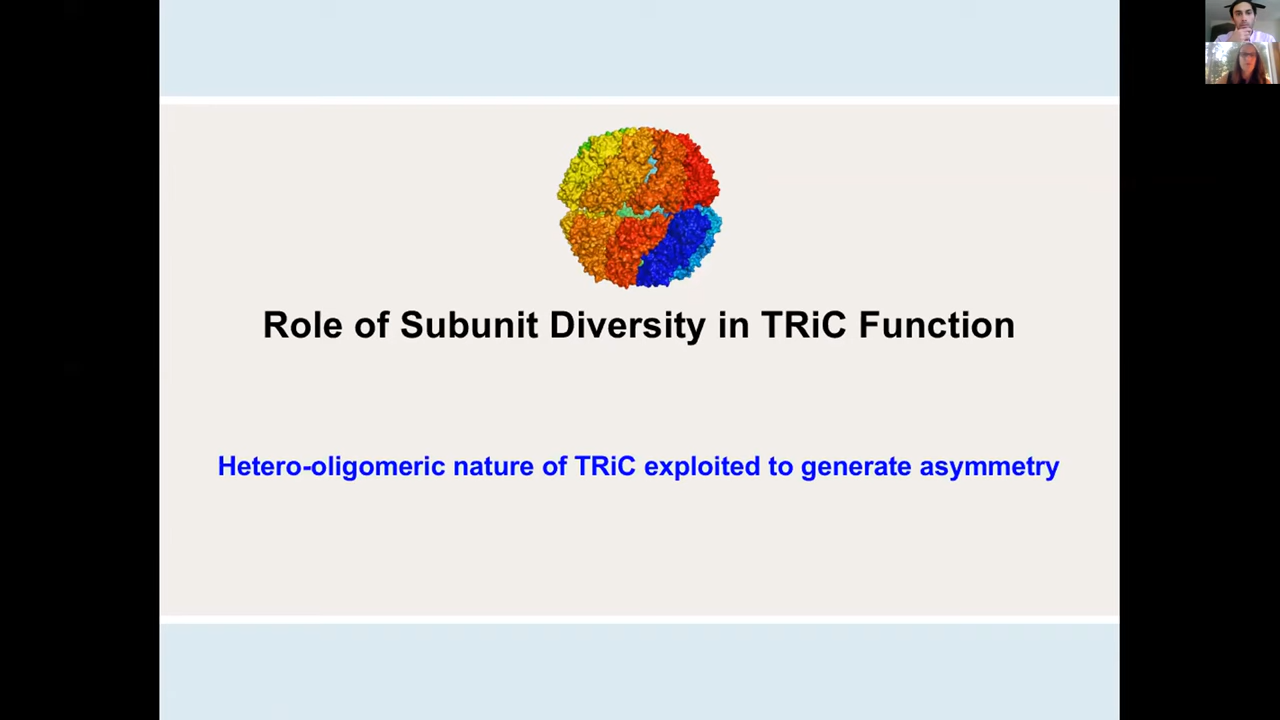 Role of Subunit Diversity in TRiC Function
Hetero-oligomeric nature of TRiC exploited to generate asymmetry